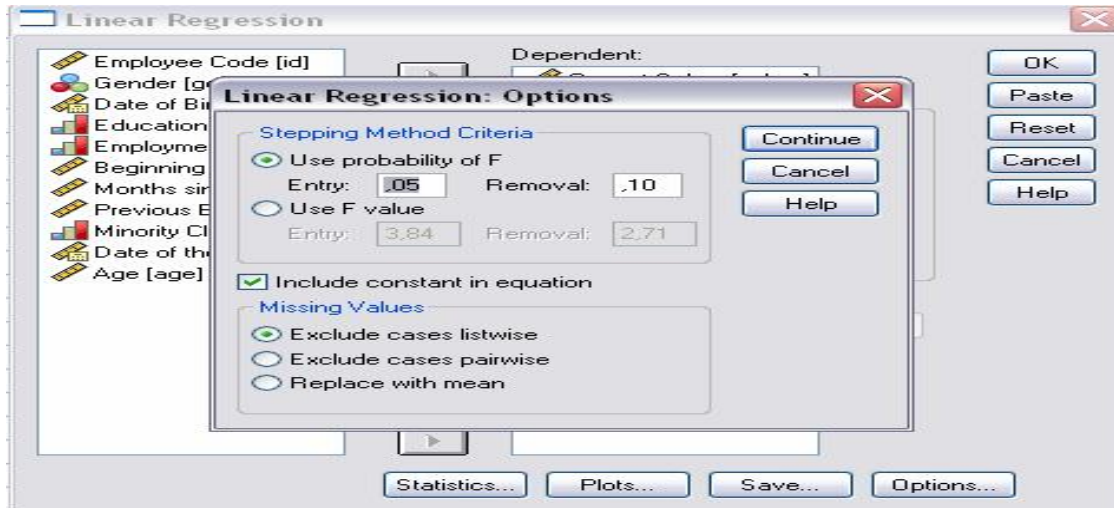 Linear Regression
Employee Code [id]
Gender [ge
Date of Bir
Education
Employme
Beginning
Months sin
Previous E
Minority Cl
Date of the
Age [age]
Dependent:
OK
Paste
Reset
Cancel
Help
Linear Regression: Options
Stepping Method Criteria
Use probability of F
Entry: ,05 Removal: ,10
Use F value
Entry: 3,84 Removal: 2,71
Include constant in equation
Missing Values
Exclude cases listwise
Exclude cases pairwise
Replace with mean
Continue
Cancel
Help
Statistics... Plots... Save... Options...